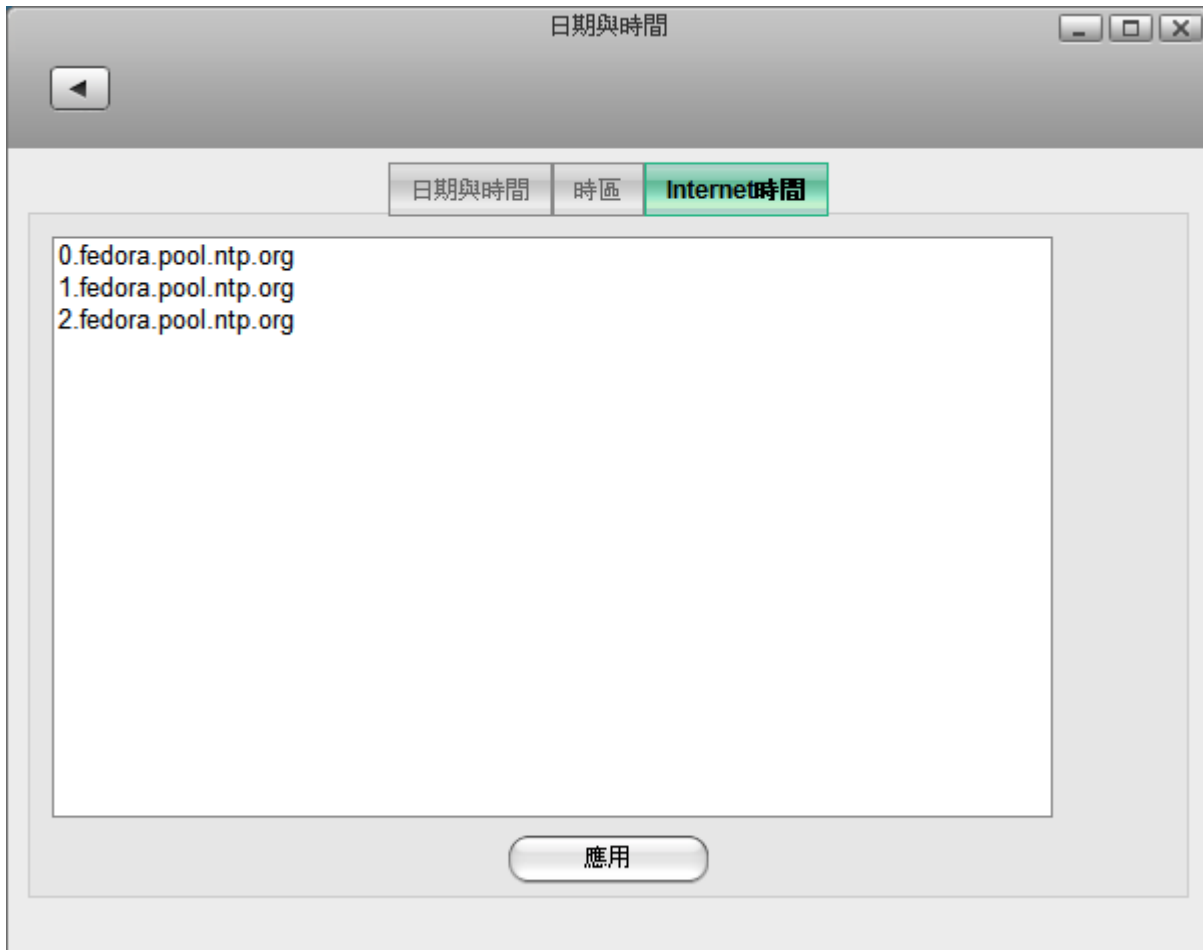 日期與時間
日期與時間 時區 Internet時間
0.fedora.pool.ntp.org
1.fedora.pool.ntp.org
2.fedora.pool.ntp.org
應用